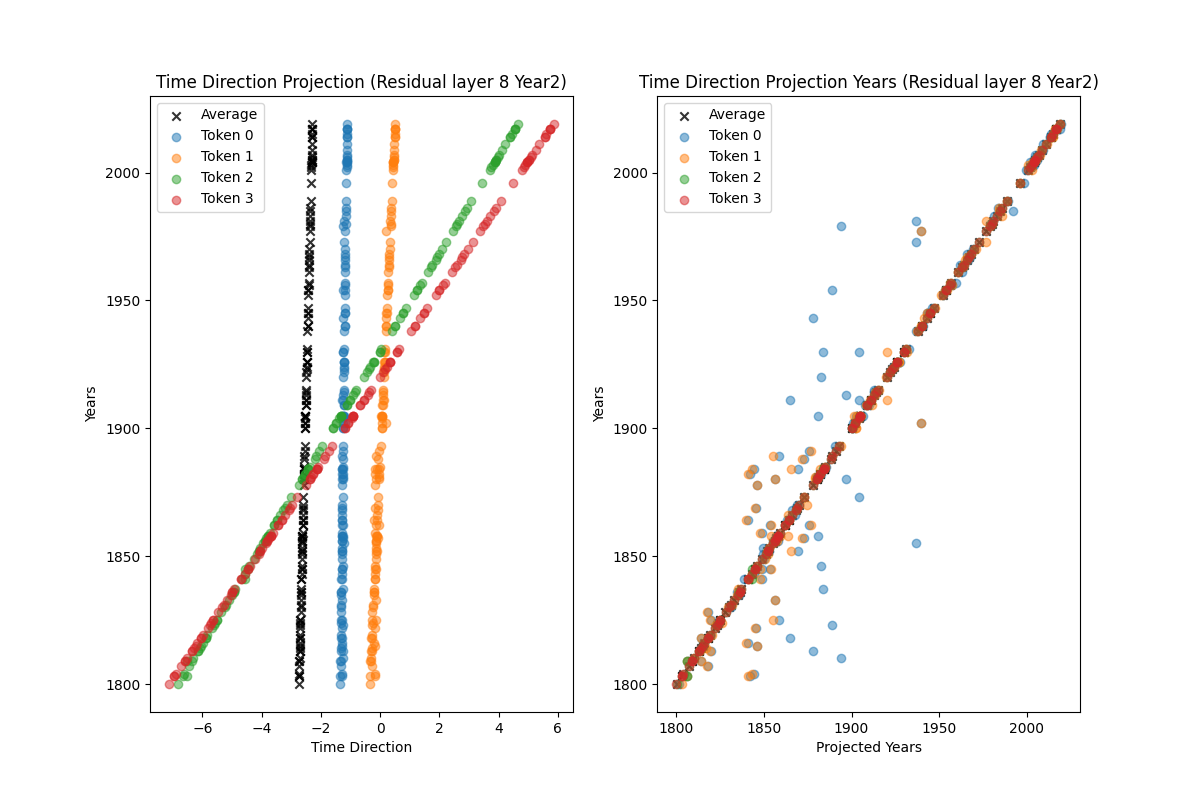 Time Direction Projection (Residual layer 8 Year2)
Average
Token 0
Token 1
Token 2
Token 3
Years
2000
1950
1900
1850
1800
−6 −4 −2 0 2 4 6
Time Direction
Time Direction Projection Years (Residual layer 8 Year2)
Average
Token 0
Token 1
Token 2
Token 3
Years
2000
1950
1900
1850
1800
1800 1850 1900 1950 2000
Projected Years